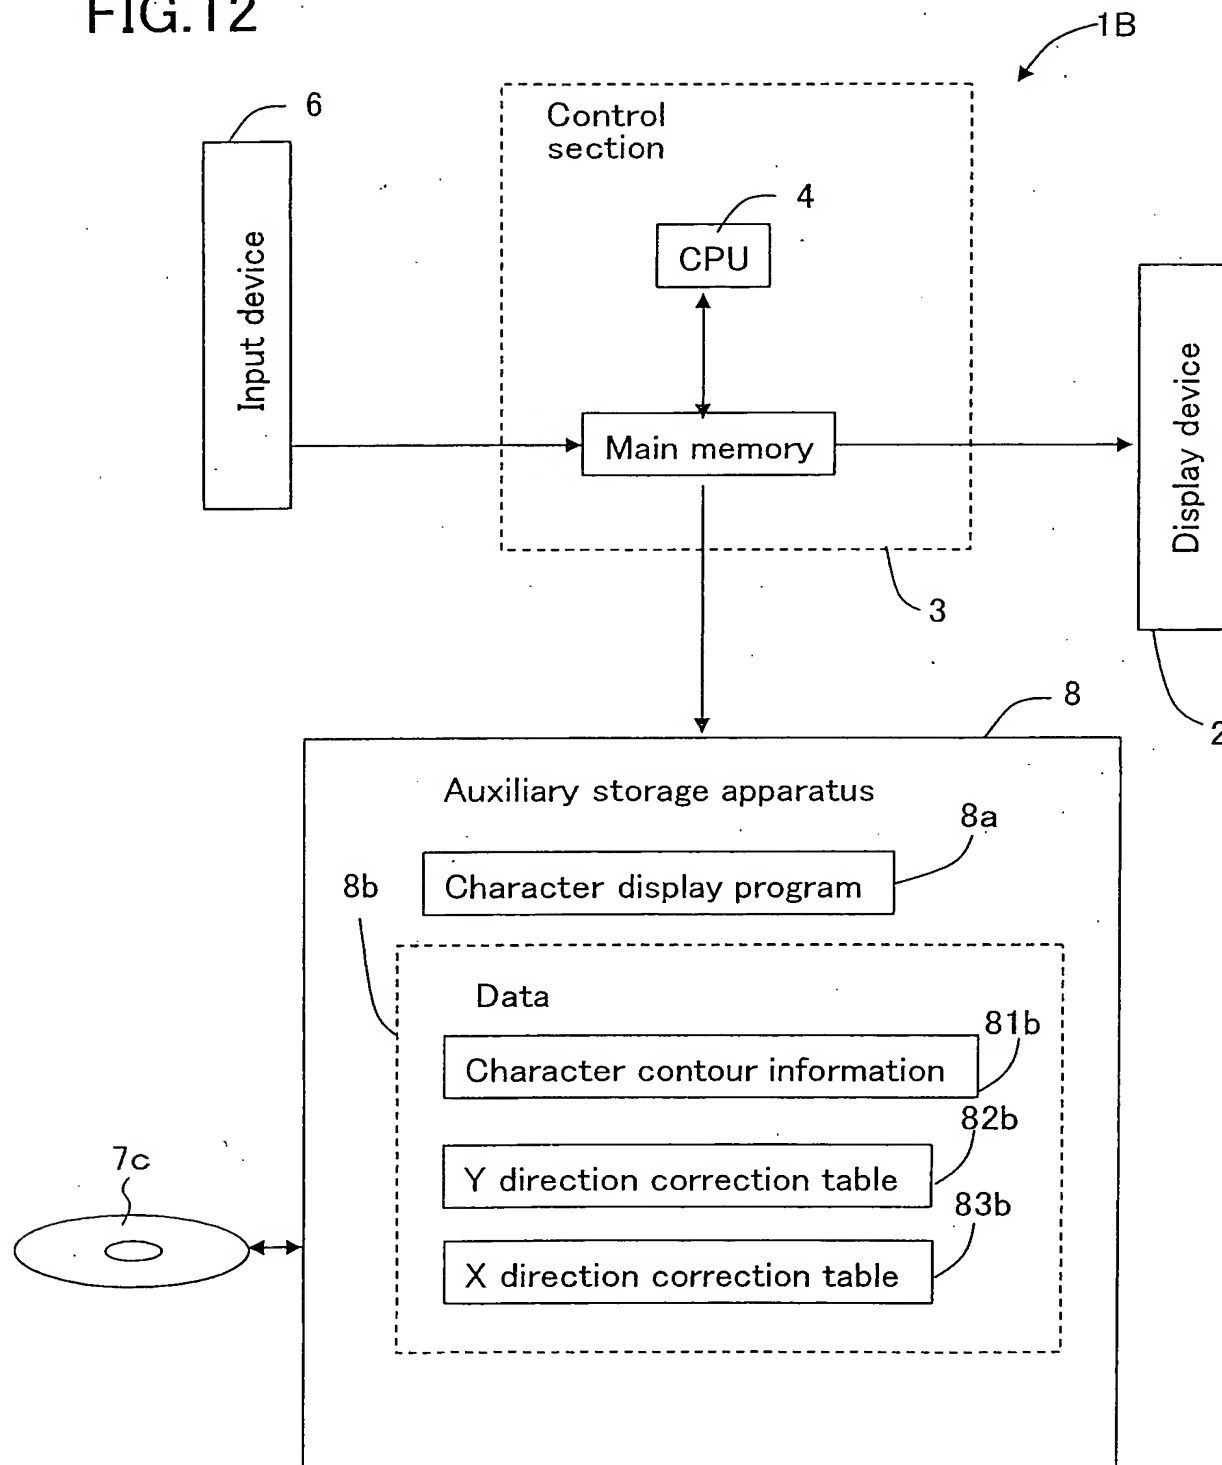 FIG.12
1B
6
Control
section
4
CPU
Input device
Main memory
Display device
3
2
8
Auxiliary storage apparatus
8a
Character display program
8b
Data
81b
Character contour information
82b
Y direction correction table
83b
X direction correction table
7c